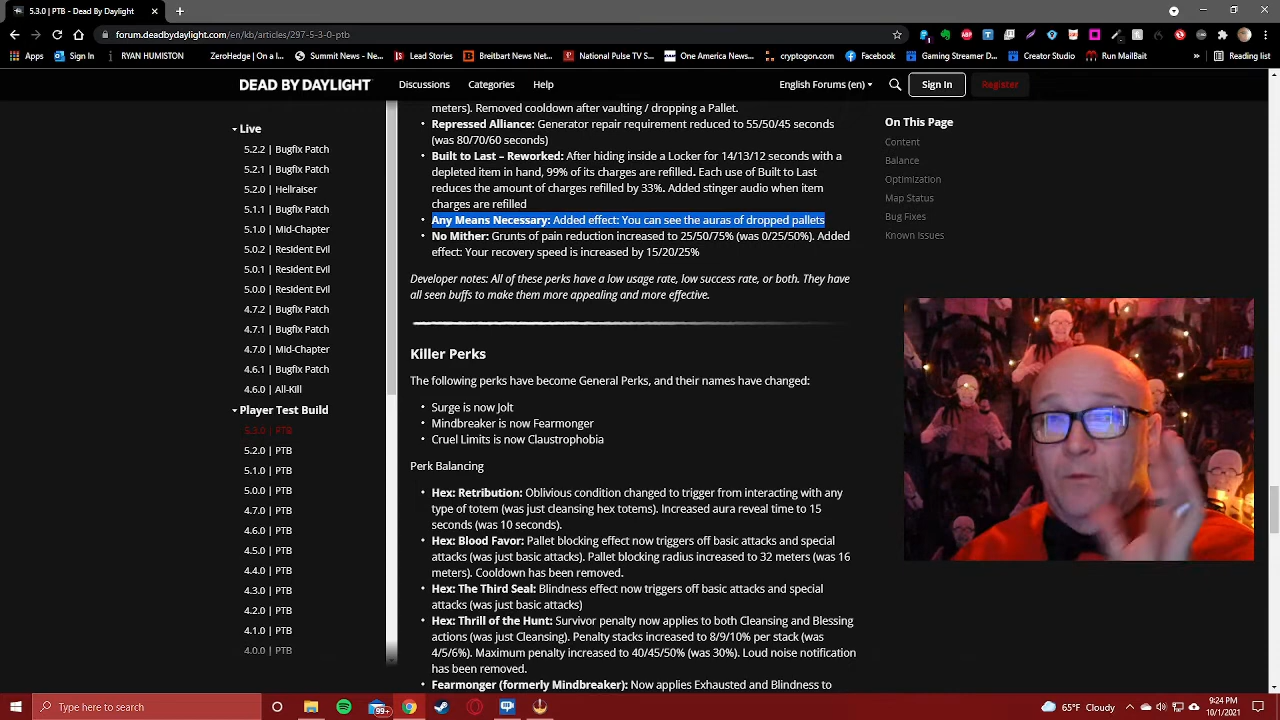 5.3.0 | PTB
forum.deadbydaylight.com/en/kb/articles/297-5-3-0-ptb
Apps
Sign In
RYAN HUMISTON
ZeroHedge | On a l...
Summit News – Ne...
Lead Stories
Breitbart News Net...
National Pulse TV S...
One America News...
cryptogon.com
Facebook
Gaming Streamer D...
Creator Studio
Run MailBait
»
Reading list
DEAD BY DAYLIGHT
Discussions
Categories
Help
English Forums (en)
Sign In
Register
Live
5.2.2 | Bugfix Patch
5.2.1 | Bugfix Patch
5.2.0 | Hellraiser
5.1.1 | Bugfix Patch
5.1.0 | Mid-Chapter
5.0.2 | Resident Evil
5.0.1 | Resident Evil
5.0.0 | Resident Evil
4.7.2 | Bugfix Patch
4.7.1 | Bugfix Patch
4.7.0 | Mid-Chapter
4.6.1 | Bugfix Patch
4.6.0 | All-Kill
Player Test Build
5.3.0 | PTB
5.2.0 | PTB
5.1.0 | PTB
5.0.0 | PTB
4.7.0 | PTB
4.6.0 | PTB
4.5.0 | PTB
4.4.0 | PTB
4.3.0 | PTB
4.2.0 | PTB
4.1.0 | PTB
4.0.0 | PTB
meters). Removed cooldown after vaulting / dropping a Pallet.
• Repressed Alliance: Generator repair requirement reduced to 55/50/45 seconds
(was 80/70/60 seconds)
• Built to Last – Reworked: After hiding inside a Locker for 14/13/12 seconds with a
depleted item in hand, 99% of its charges are refilled. Each use of Built to Last
reduces the amount of charges refilled by 33%. Added stinger audio when item
charges are refilled
• Any Means Necessary: Added effect: You can see the auras of dropped pallets
• No Mither: Grunts of pain reduction increased to 25/50/75% (was 0/25/50%). Added
effect: Your recovery speed is increased by 15/20/25%
Developer notes: All of these perks have a low usage rate, low success rate, or both. They have
all seen buffs to make them more appealing and more effective.
Killer Perks
The following perks have become General Perks, and their names have changed:
• Surge is now Jolt
• Mindbreaker is now Fearmonger
• Cruel Limits is now Claustrophobia
Perk Balancing
• Hex: Retribution: Oblivious condition changed to trigger from interacting with any
type of totem (was just cleansing hex totems). Increased aura reveal time to 15
seconds (was 10 seconds).
• Hex: Blood Favor: Pallet blocking effect now triggers off basic attacks and special
attacks (was just basic attacks). Pallet blocking radius increased to 32 meters (was 16
meters). Cooldown has been removed.
• Hex: The Third Seal: Blindness effect now triggers off basic attacks and special
attacks (was just basic attacks)
• Hex: Thrill of the Hunt: Survivor penalty now applies to both Cleansing and Blessing
actions (was just Cleansing). Penalty stacks increased to 8/9/10% per stack (was
4/5/6%). Maximum penalty increased to 40/45/50% (was 30%). Loud noise notification
has been removed.
• Fearmonger (formerly Mindbreaker): Now applies Exhausted and Blindness to
On This Page
Content
Balance
Optimization
Map Status
Bug Fixes
Known Issues
Type here to search
99+
65°F Cloudy
9:24 PM
10/1/2021